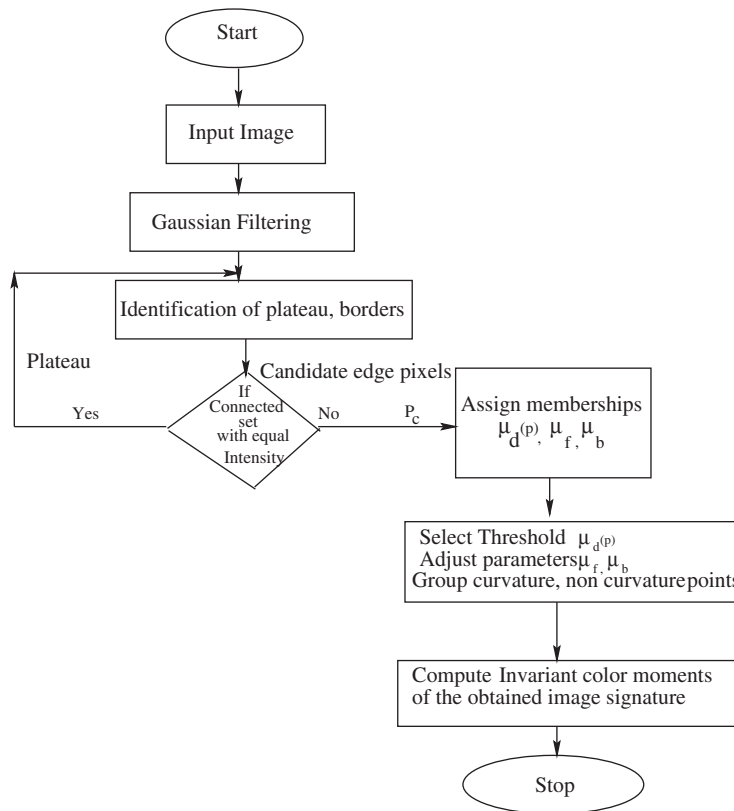 Start
Input Image
Gaussian Filtering
Identification of plateau, borders
Plateau
Candidate edge pixels
If
Connected
set
with equal
Intensity
Yes
No
P_c
Assign memberships
μ_d(p), μ_f, μ_b
Select Threshold μ_d(p)
Adjust parameters μ_f, μ_b
Group curvature, non curvature points
Compute Invariant color moments
of the obtained image signature
Stop